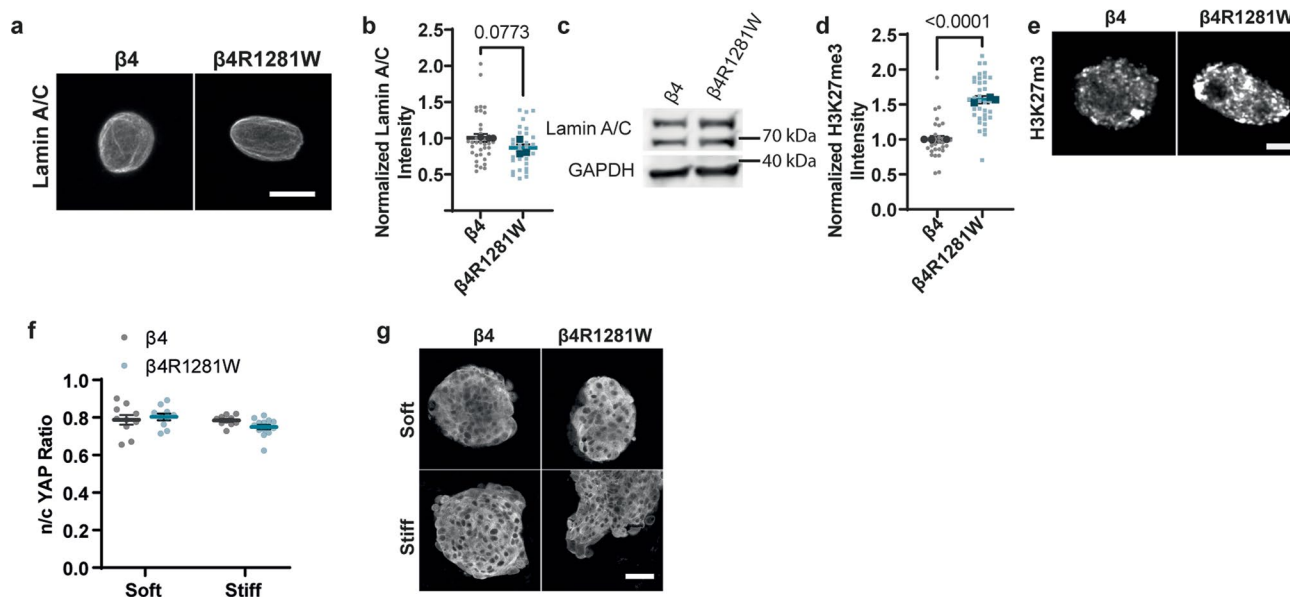 a
β4
β4R1281W
Lamin A/C
b
0.0773
Normalized Lamin A/C
Intensity
2.5
2.0
1.5
1.0
0.5
β4
β4R1281W
c
β4
β4R1281W
Lamin A/C
70 kDa
40 kDa
GAPDH
d
<0.0001
Normalized H3K27me3
IIntensity
2.5
2.0
1.5
1.0
0.5
0.0
β4
β4R1281W
e
β4
β4R1281W
H3K27m3
f
β4
β4R1281W
n/c YAP Ratio
1.0
0.8
0.6
0.4
0.2
0.0
Soft
Stiff
g
β4
β4R1281W
Soft
Stiff